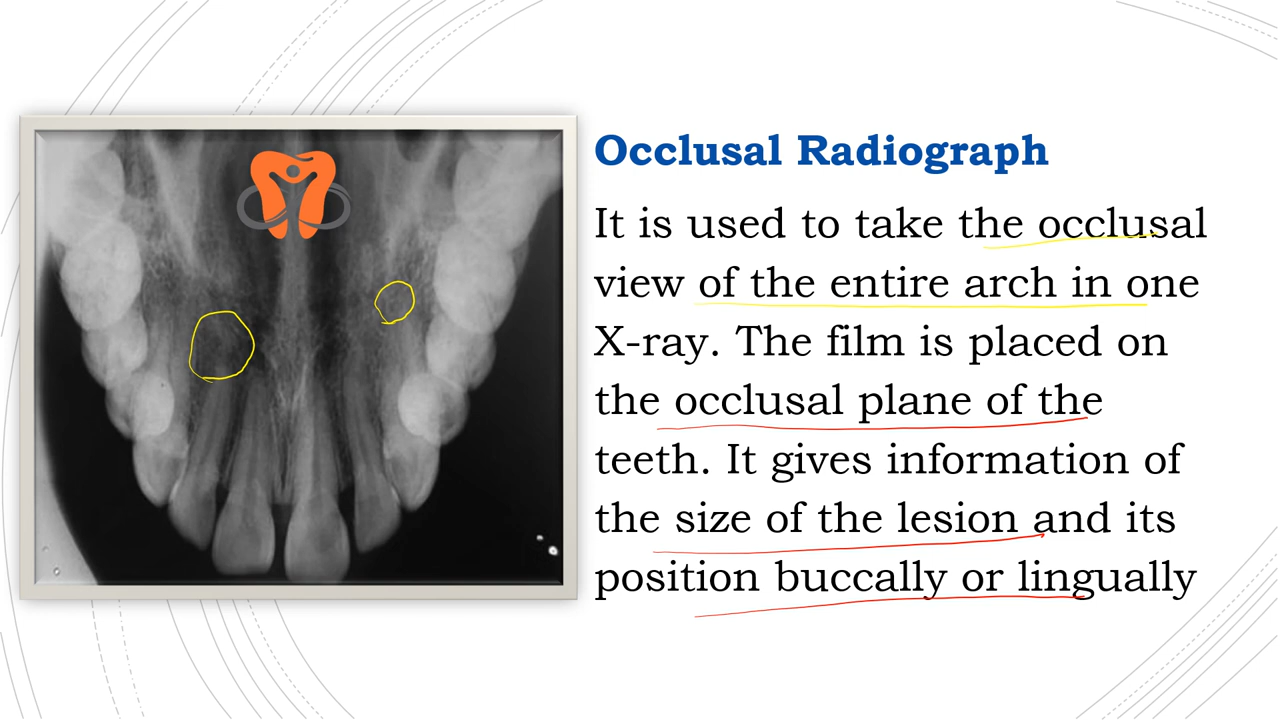 Occlusal Radiograph
It is used to take the occlusal
view of the entire arch in one
X-ray. The film is placed on
the occlusal plane of the
teeth. It gives information of
the size of the lesion and its
position buccally or lingually